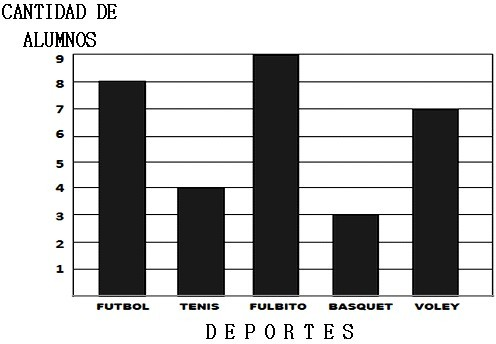 CANTIDAD DE
ALUMNOS
9
8
7
6
5
4
3
2
1
FUTBOL TENIS FULBITO BASQUET VOLEY
DEPORTES